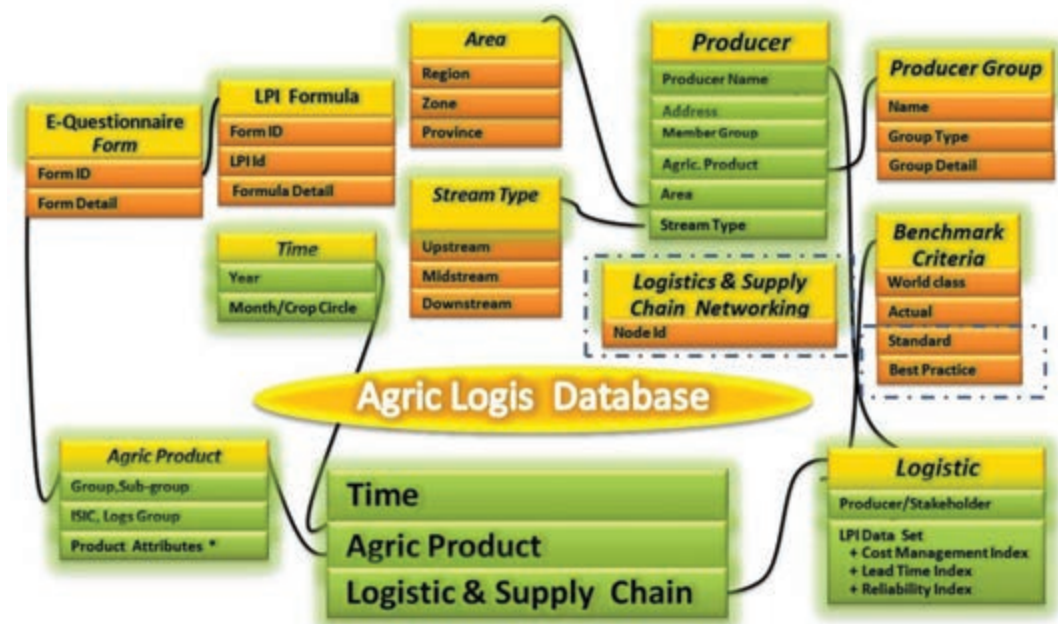 E-Questionnaire
Form
Form ID
Form Detail
LPI Formula
Form ID
LPI Id
Formula Detail
Time
Year
Month/Crop Circle
Area
Region
Zone
Province
Stream Type
Upstream
Midstream
Downstream
Producer
Producer Name
Address
Member Group
Agric. Product
Area
Stream Type
Producer Group
Name
Group Type
Group Detail
Logistics & Supply
Chain Networking
Node Id
Benchmark
Criteria
World class
Actual
Standard
Best Practice
Agric Logis Database
Agric Product
Group,Sub-group
ISIC, Logs Group
Product Attributes *
Time
Agric Product
Logistic & Supply Chain
Logistic
Producer/Stakeholder
LPI Data Set
+ Cost Management Index
+ Lead Time Index
+ Reliability Index